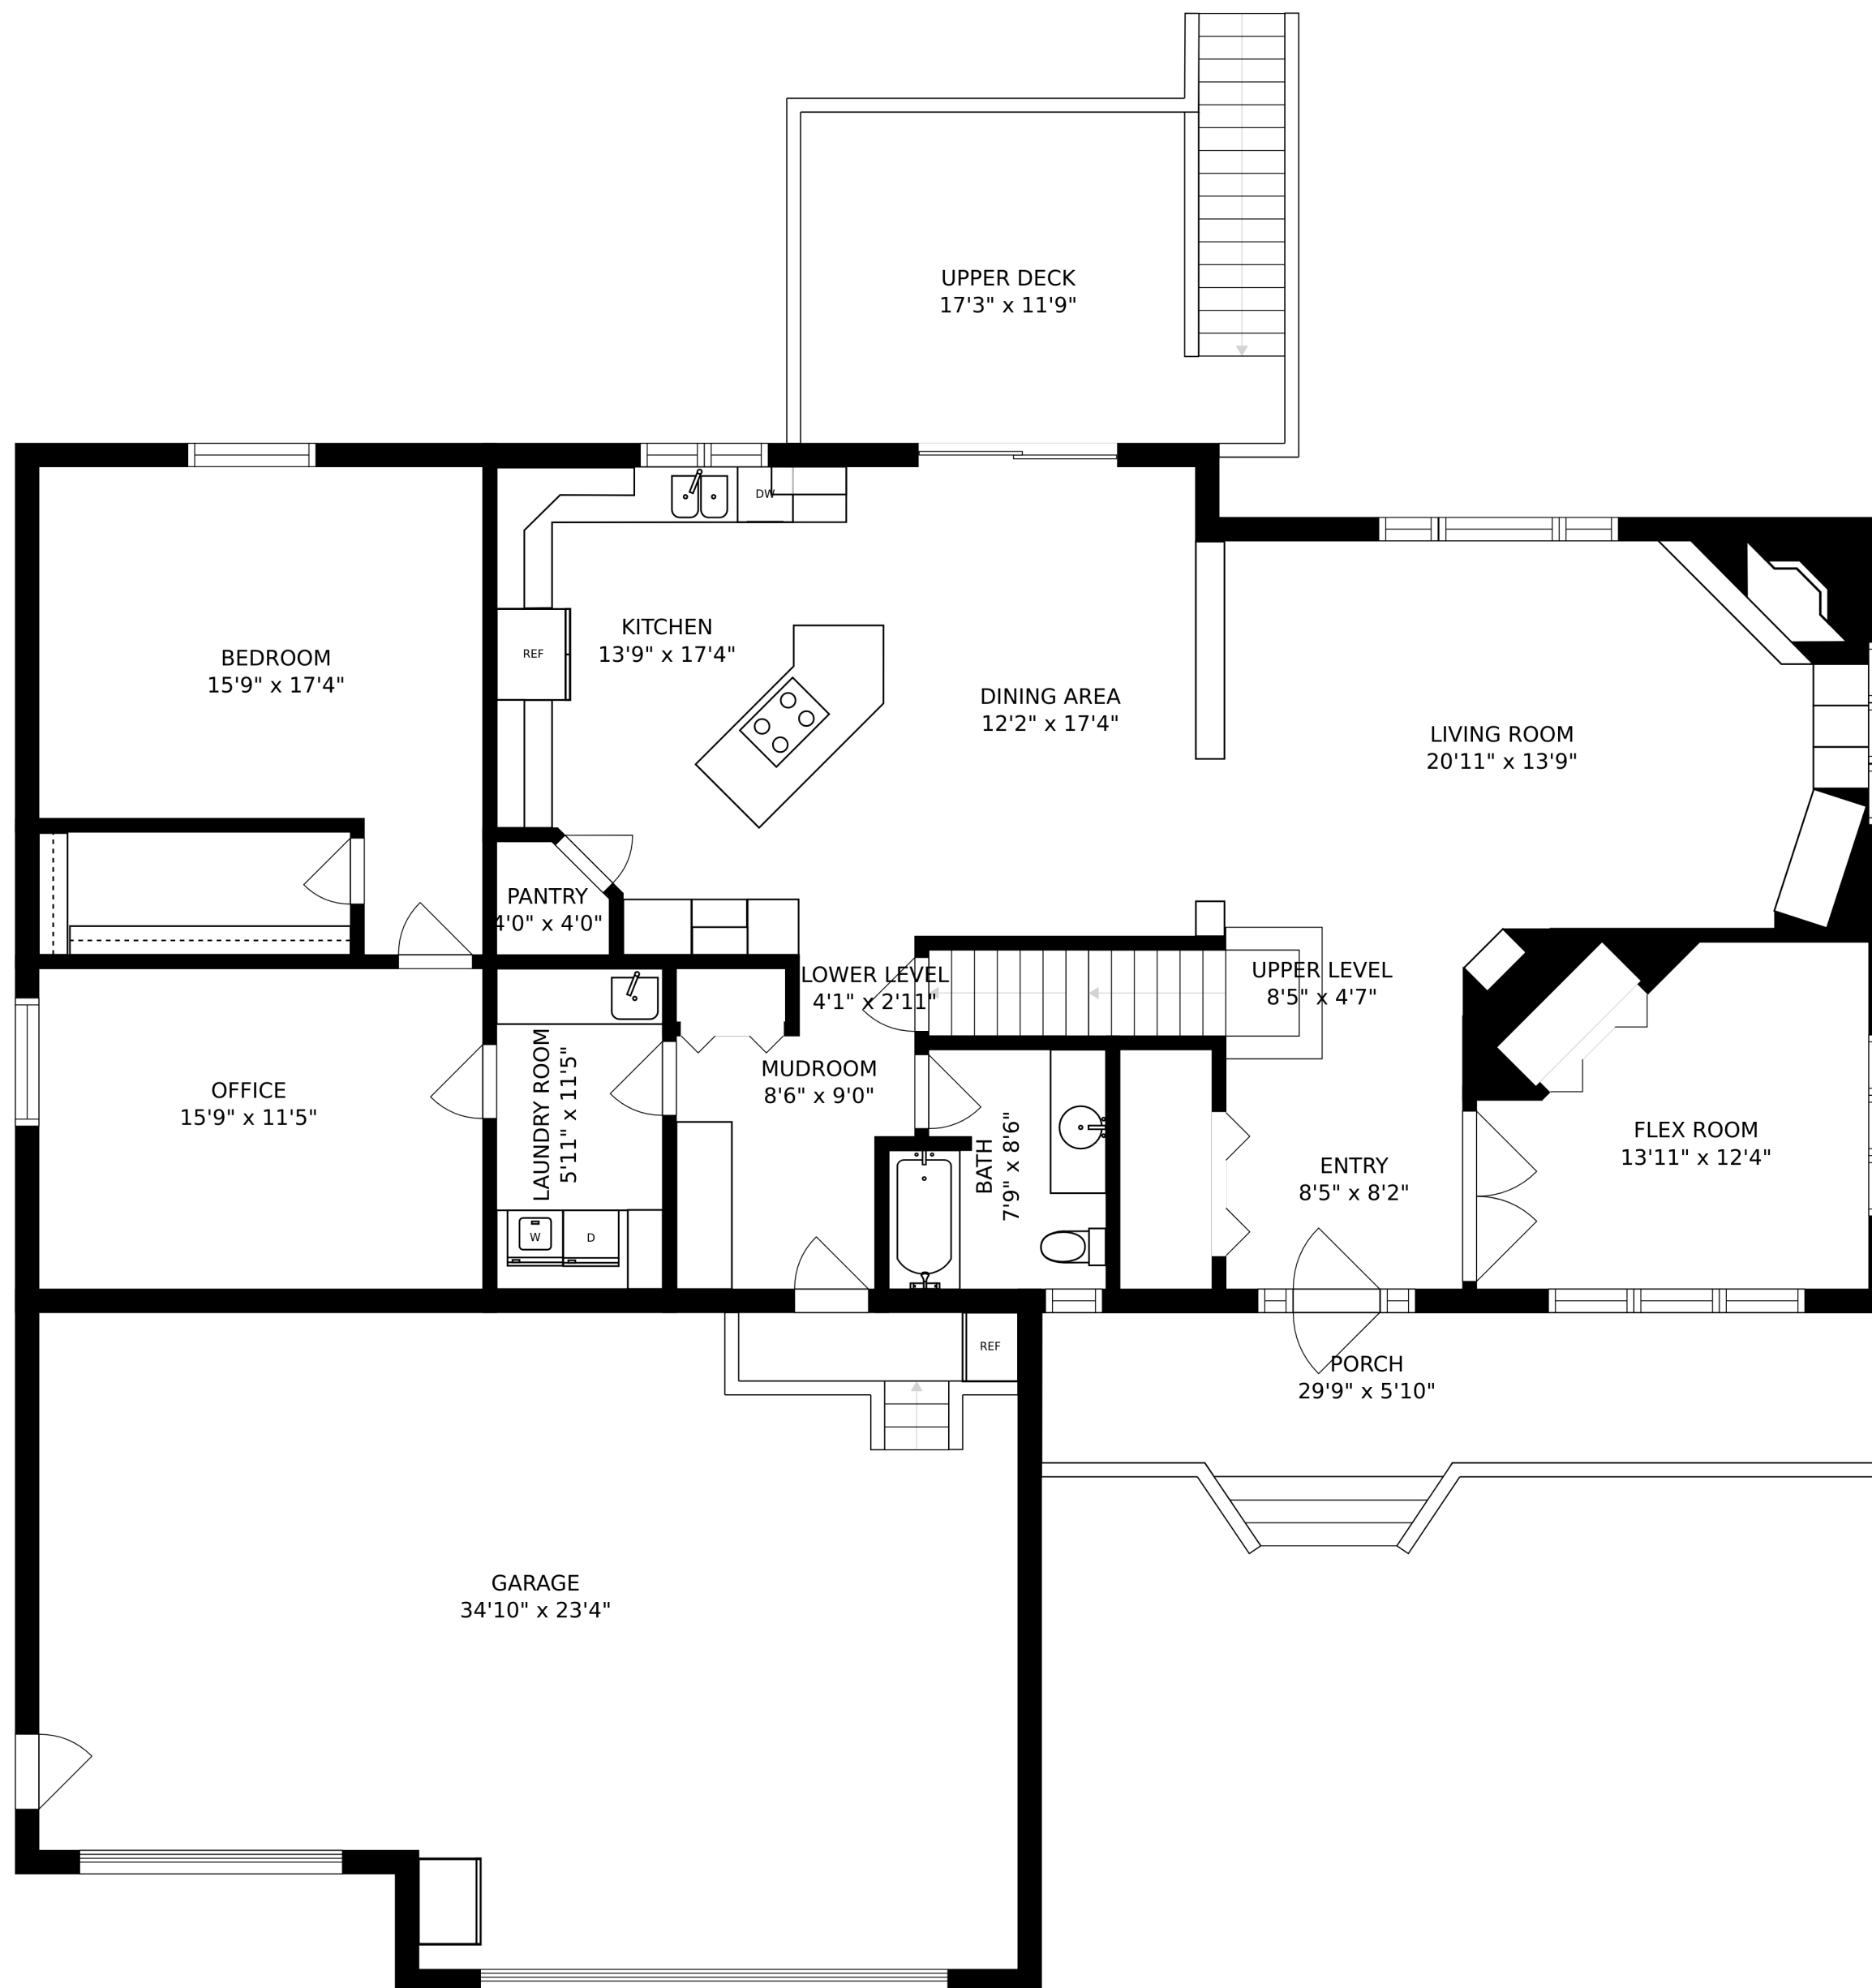 UPPER DECK
17'3" x 11'9"
DW
KITCHEN
13'9" x 17'4"
REF
BEDROOM
15'9" x 17'4"
DINING AREA
12'2" x 17'4"
LIVING ROOM
20'11" x 13'9"
PANTRY
4'0" x 4'0"
LOWER LEVEL
4'1" x 2'11"
UPPER LEVEL
8'5" x 4'7"
OFFICE
15'9" x 11'5"
LAUNDRY ROOM
5'11" x 11'5"
MUDROOM
8'6" x 9'0"
BATH
7'9" x 8'6"
ENTRY
8'5" x 8'2"
FLEX ROOM
13'11" x 12'4"
W
D
REF
PORCH
29'9" x 5'10"
GARAGE
34'10" x 23'4"